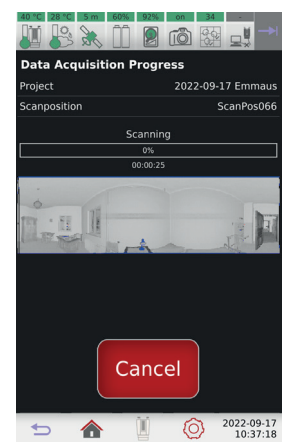 40 °C 28 °C 5 m 60% 92% on 34 -
Data Acquisition Progress
Project 2022-09-17 Emmaus
Scanposition ScanPos066
Scanning
0%
00:00:25
Cancel
2022-09-17
10:37:18